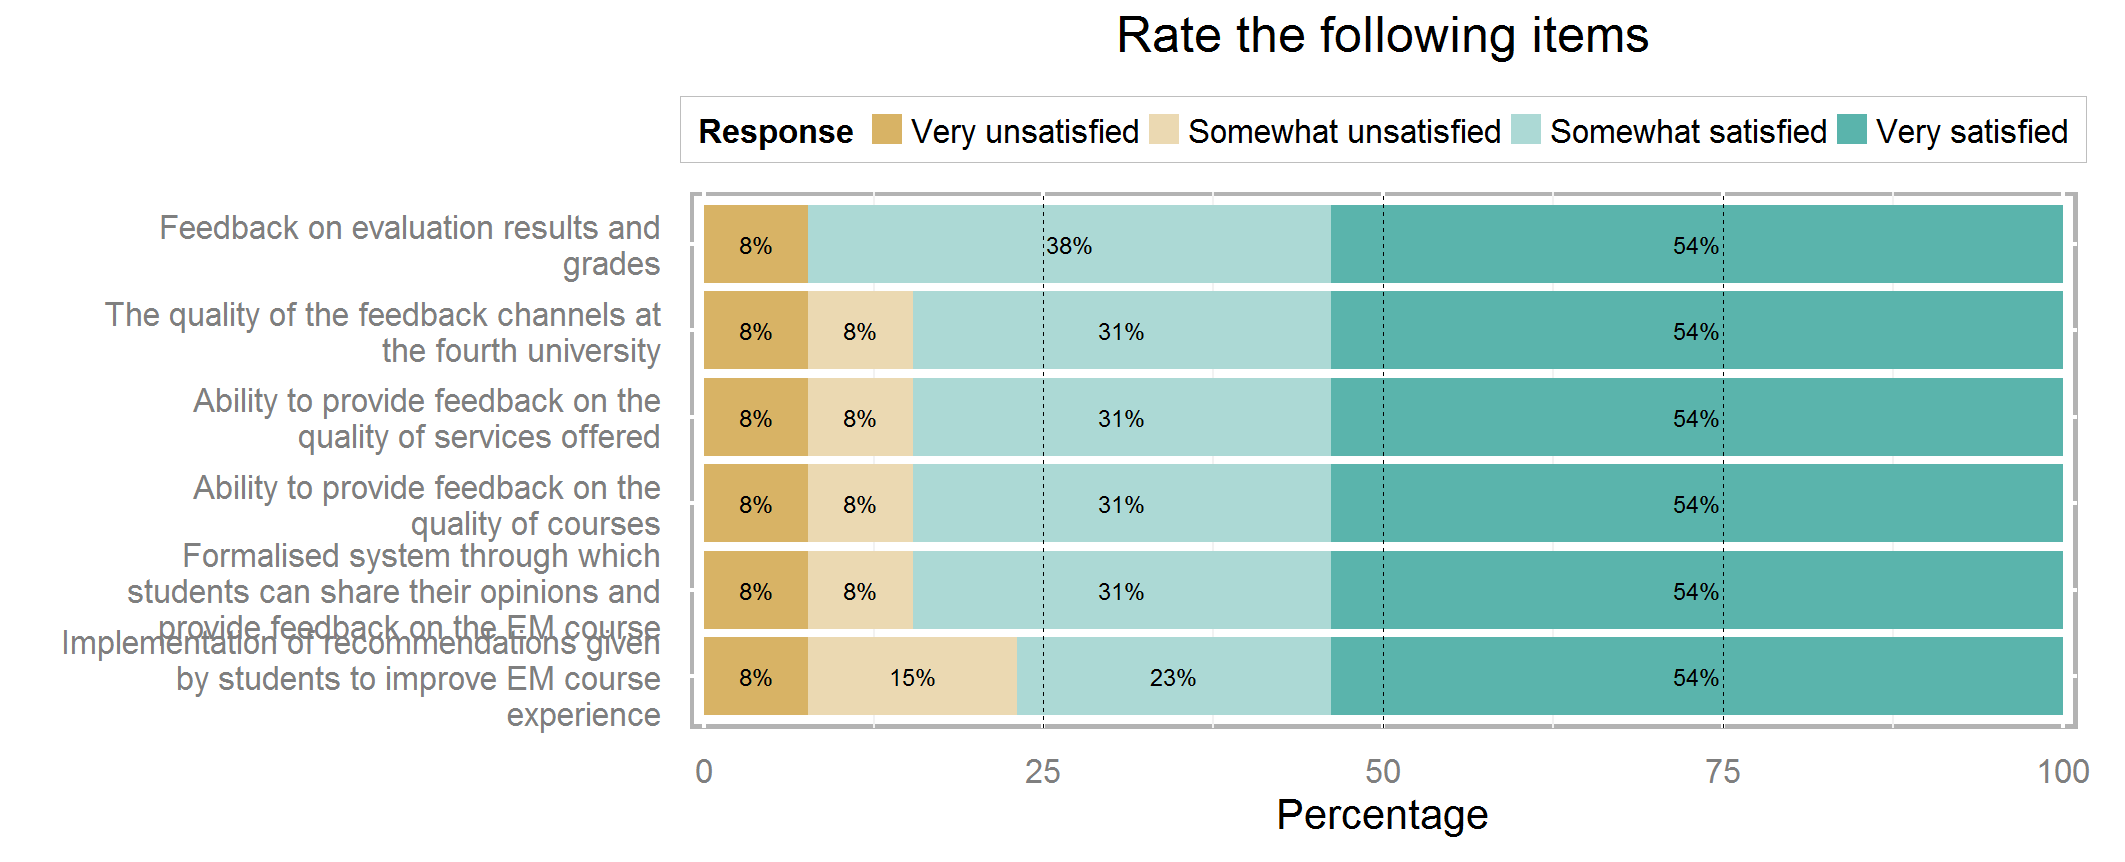 Rate the following items
Response Very unsatisfied Somewhat unsatisfied Somewhat satisfied Very satisfied
Feedback on evaluation results and
grades
8% 38% 54%
The quality of the feedback channels at
the fourth university
8% 8% 31% 54%
Ability to provide feedback on the
quality of services offered
8% 8% 31% 54%
Ability to provide feedback on the
quality of courses
8% 8% 31% 54%
Formalised system through which
students can share their opinions and
provide feedback on the EM course
8% 8% 31% 54%
Implementation of recommendations given
by students to improve EM course
experience
8% 15% 23% 54%
0 25 50 75 100
Percentage